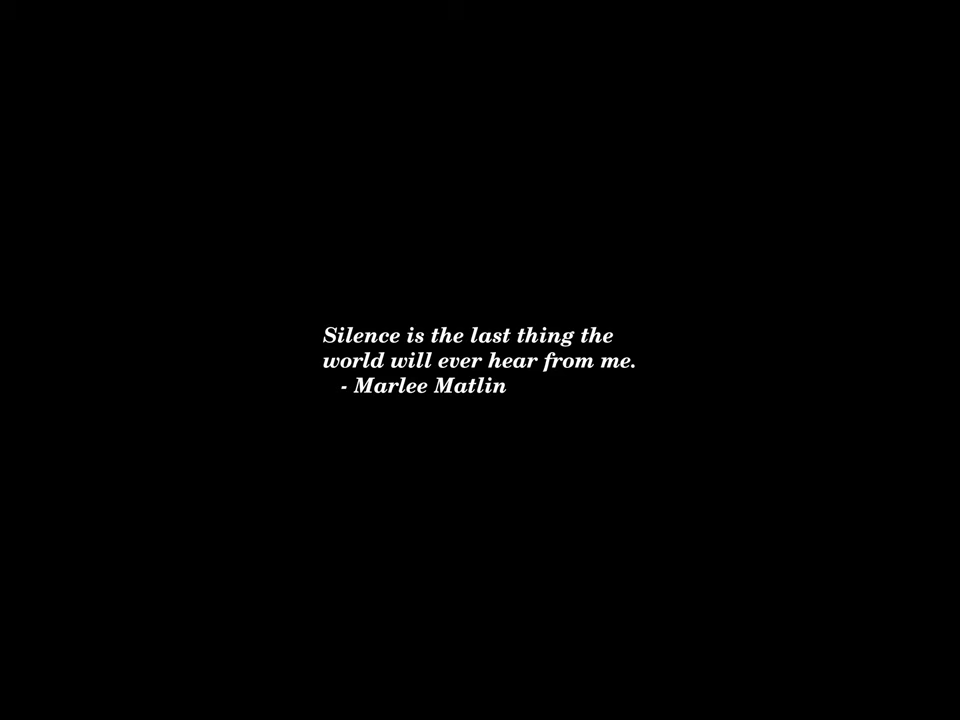 Silence is the last thing the
world will ever hear from me.
- Marlee Matlin